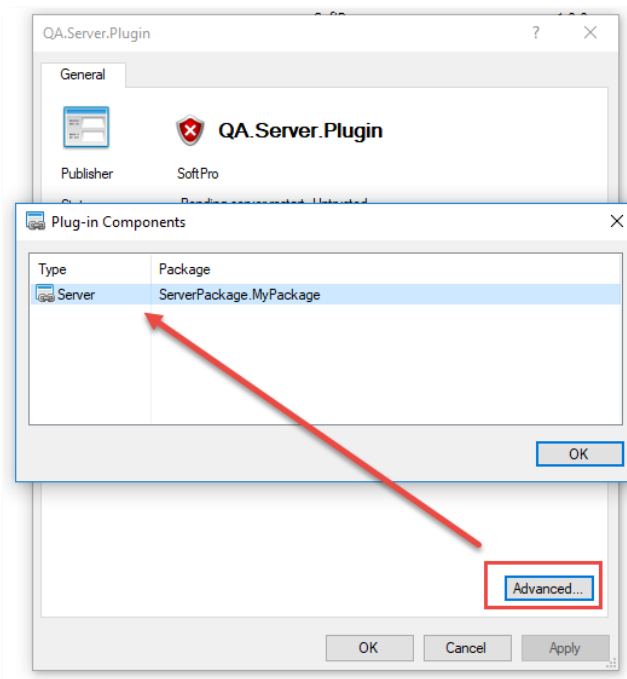 QA.Server.Plugin
General
QA.Server.Plugin
Publisher SoftPro
Plug-in Components
Type Package
Server ServerPackage.MyPackage
OK
Advanced...
OK Cancel Apply